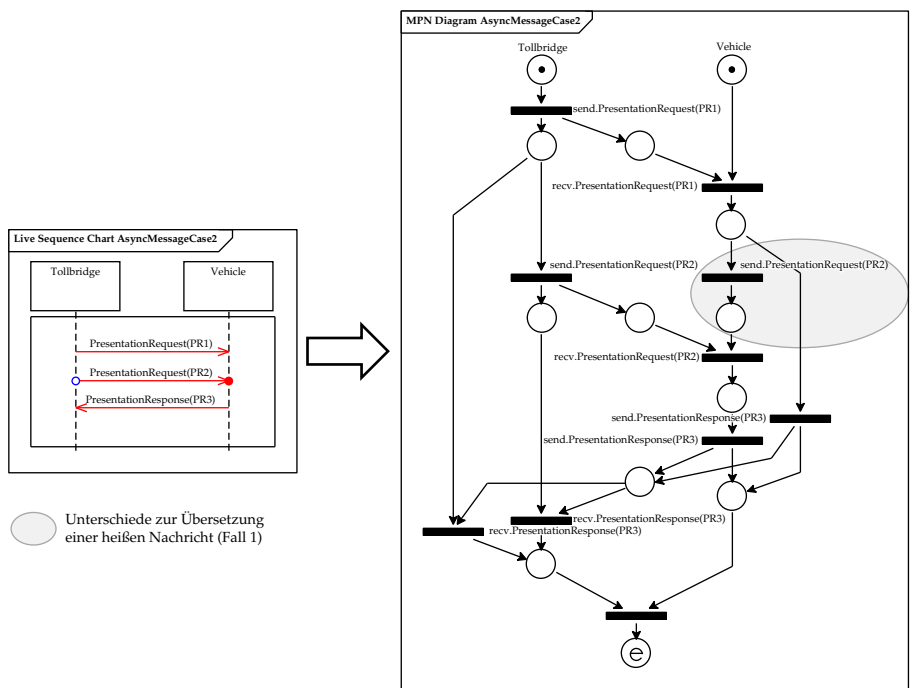 MPN Diagram AsyncMessageCase2
Tollbridge
Vehicle
send.PresentationRequest(PR1)
recv.PresentationRequest(PR1)
send.PresentationRequest(PR2)
send.PresentationRequest(PR2)
recv.PresentationRequest(PR2)
send.PresentationResponse(PR3)
send.PresentationResponse(PR3)
recv.PresentationResponse(PR3)
recv.PresentationResponse(PR3)
e
Live Sequence Chart AsyncMessageCase2
Tollbridge
Vehicle
PresentationRequest(PR1)
PresentationRequest(PR2)
PresentationResponse(PR3)
Unterschiede zur Übersetzung
einer heißen Nachricht (Fall 1)